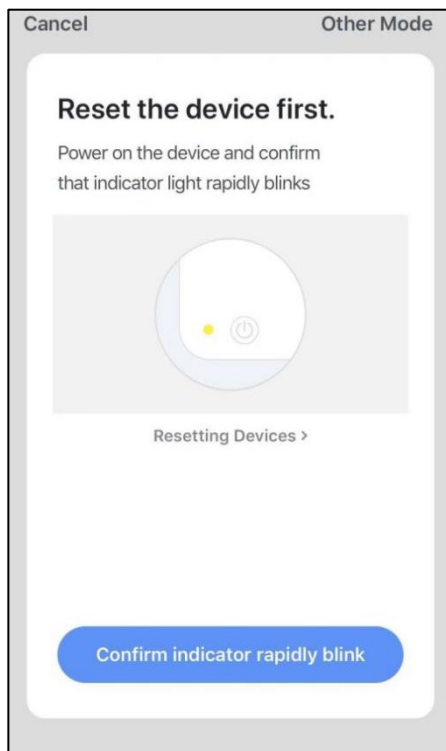 Cancel
Other Mode
Reset the device first.
Power on the device and confirm
that indicator light rapidly blinks
Resetting Devices >
Confirm indicator rapidly blink